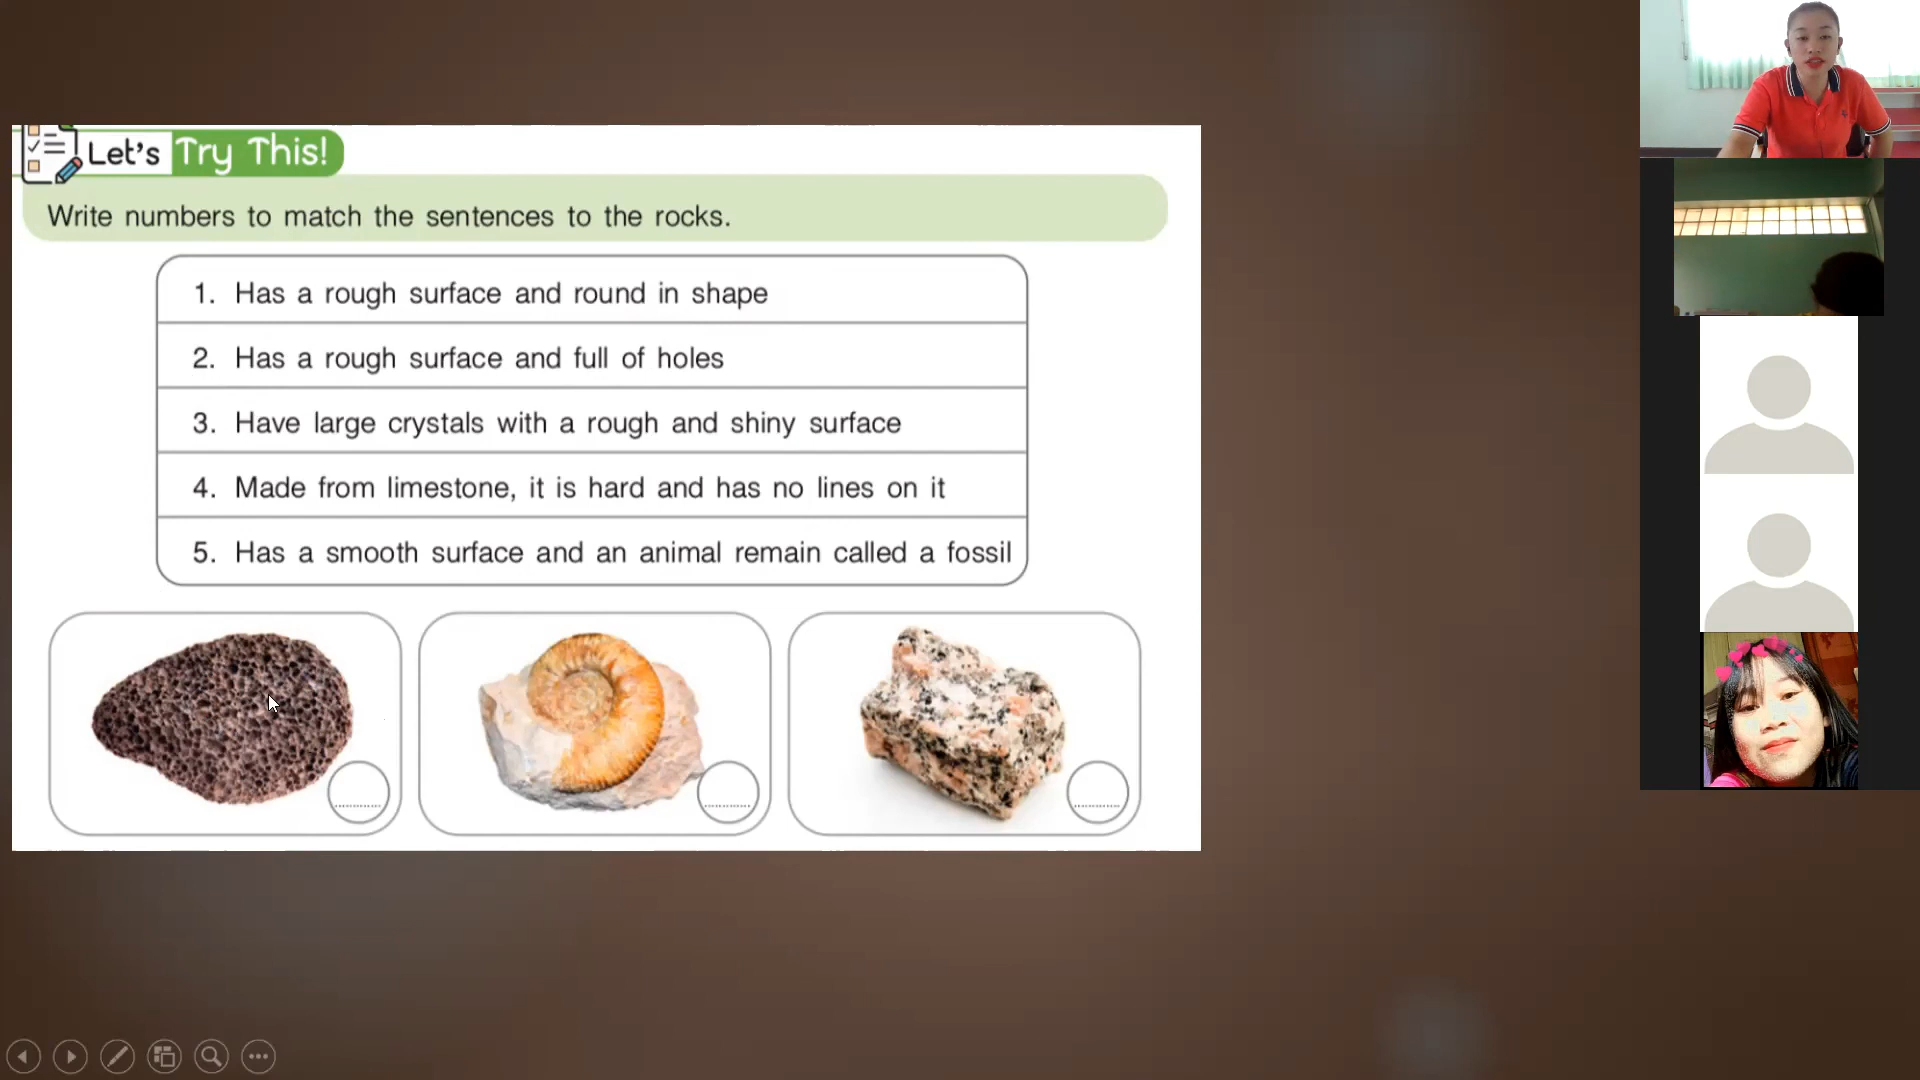 Let's Try This!
Write numbers to match the sentences to the rocks.
1. Has a rough surface and round in shape
2. Has a rough surface and full of holes
3. Have large crystals with a rough and shiny surface
4. Made from limestone, it is hard and has no lines on it
5. Has a smooth surface and an animal remain called a fossil